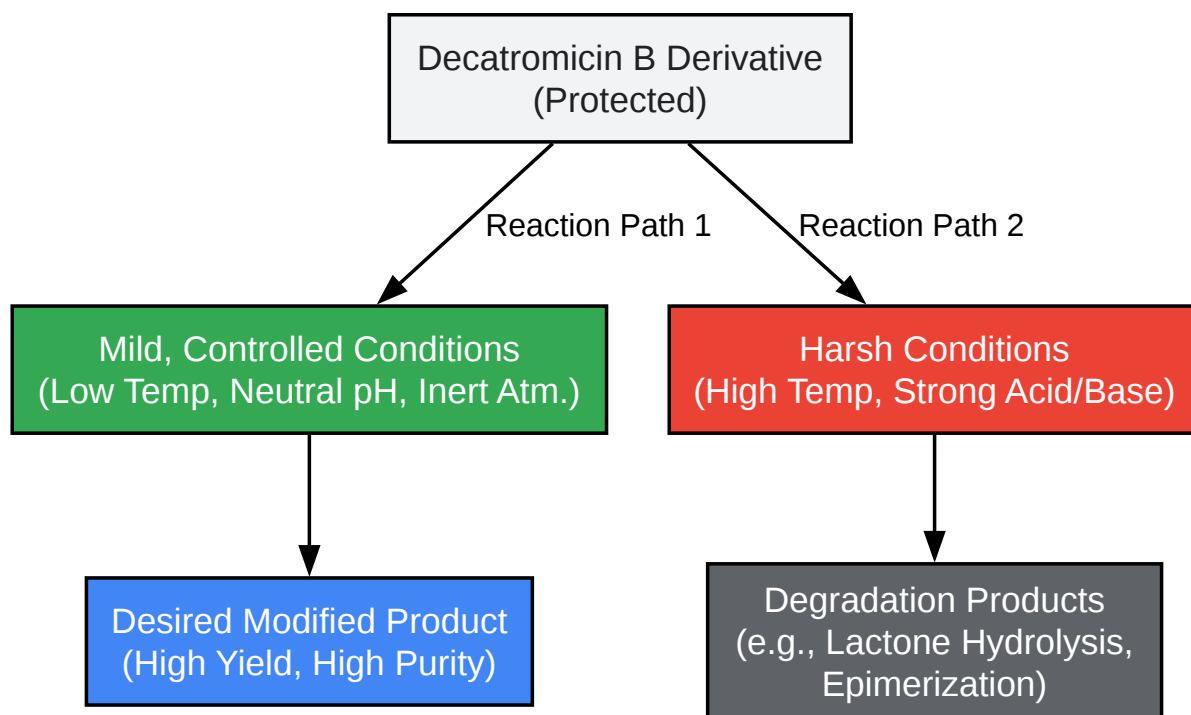 Decatromicin B Derivative
(Protected)
Reaction Path 1
Reaction Path 2
Mild, Controlled Conditions
(Low Temp, Neutral pH, Inert Atm.)
Harsh Conditions
(High Temp, Strong Acid/Base)
Desired Modified Product
(High Yield, High Purity)
Degradation Products
(e.g., Lactone Hydrolysis,
Epimerization)